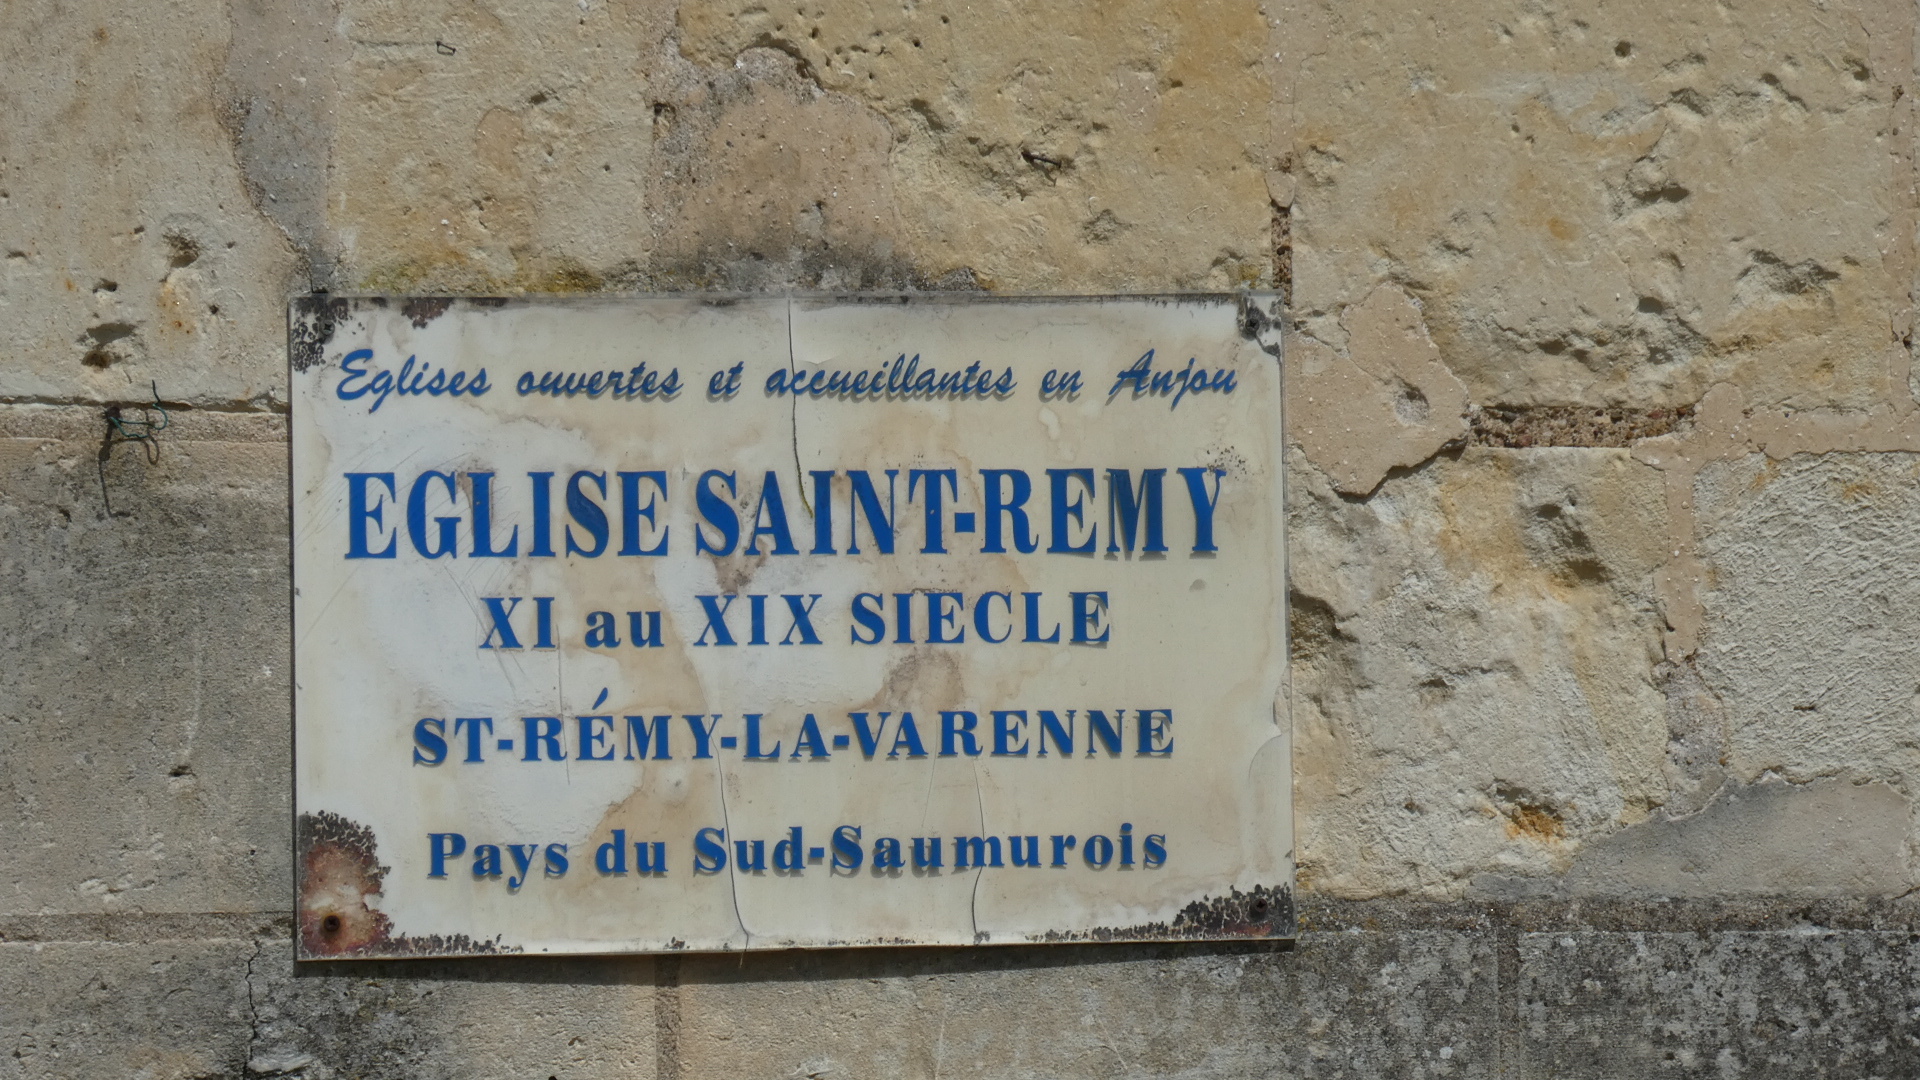 Eglises ouvertes et accueillantes en Anjou
EGLISE SAINT-REMY
XI au XIX SIECLE
ST-RÉMY-LA-VARENNE
Pays du Sud-Saumurois